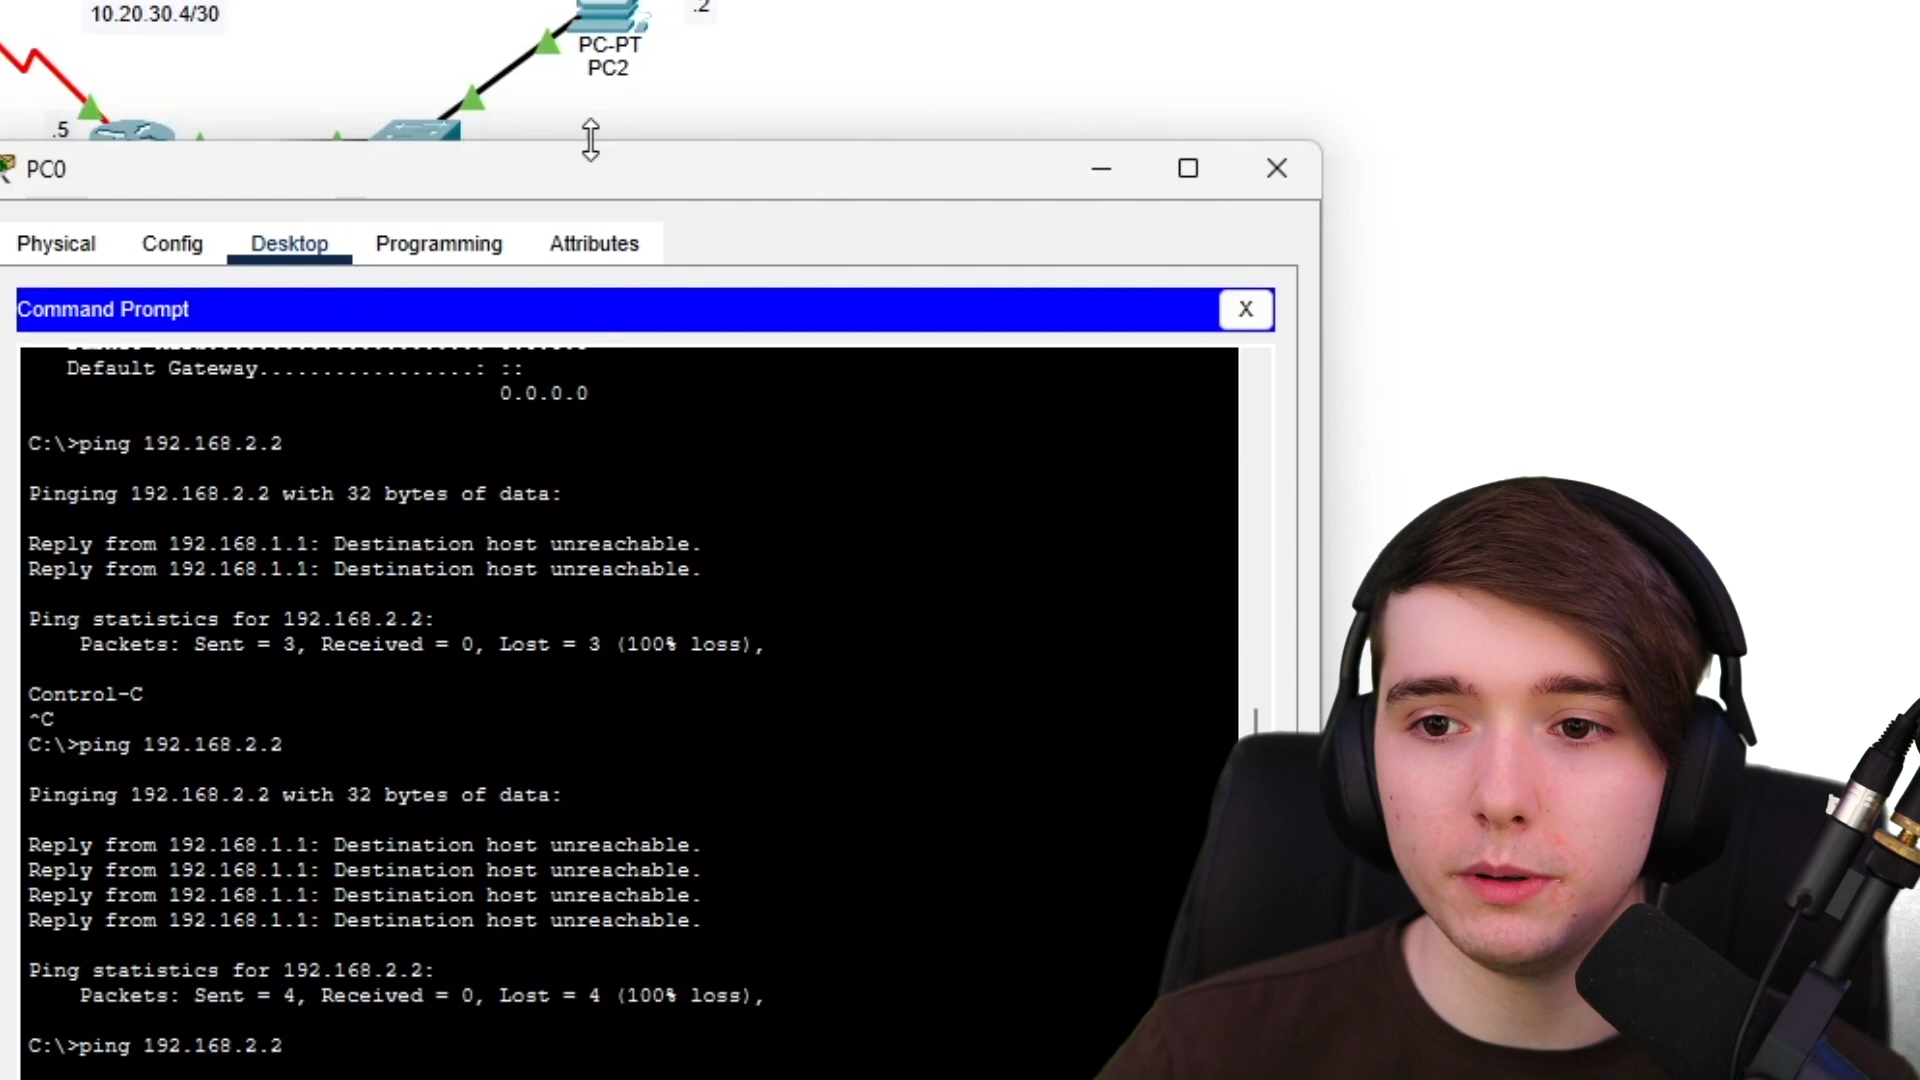 10.20.30.4/30
.2
PC-PT
PC2
.5
PC0
Physical Config Desktop Programming Attributes
Command Prompt
X
Default Gateway.................: ::
0.0.0.0
C:\>ping 192.168.2.2
Pinging 192.168.2.2 with 32 bytes of data:
Reply from 192.168.1.1: Destination host unreachable.
Reply from 192.168.1.1: Destination host unreachable.
Ping statistics for 192.168.2.2:
Packets: Sent = 3, Received = 0, Lost = 3 (100% loss),
Control-C
^C
C:\>ping 192.168.2.2
Pinging 192.168.2.2 with 32 bytes of data:
Reply from 192.168.1.1: Destination host unreachable.
Reply from 192.168.1.1: Destination host unreachable.
Reply from 192.168.1.1: Destination host unreachable.
Reply from 192.168.1.1: Destination host unreachable.
Ping statistics for 192.168.2.2:
Packets: Sent = 4, Received = 0, Lost = 4 (100% loss),
C:\>ping 192.168.2.2